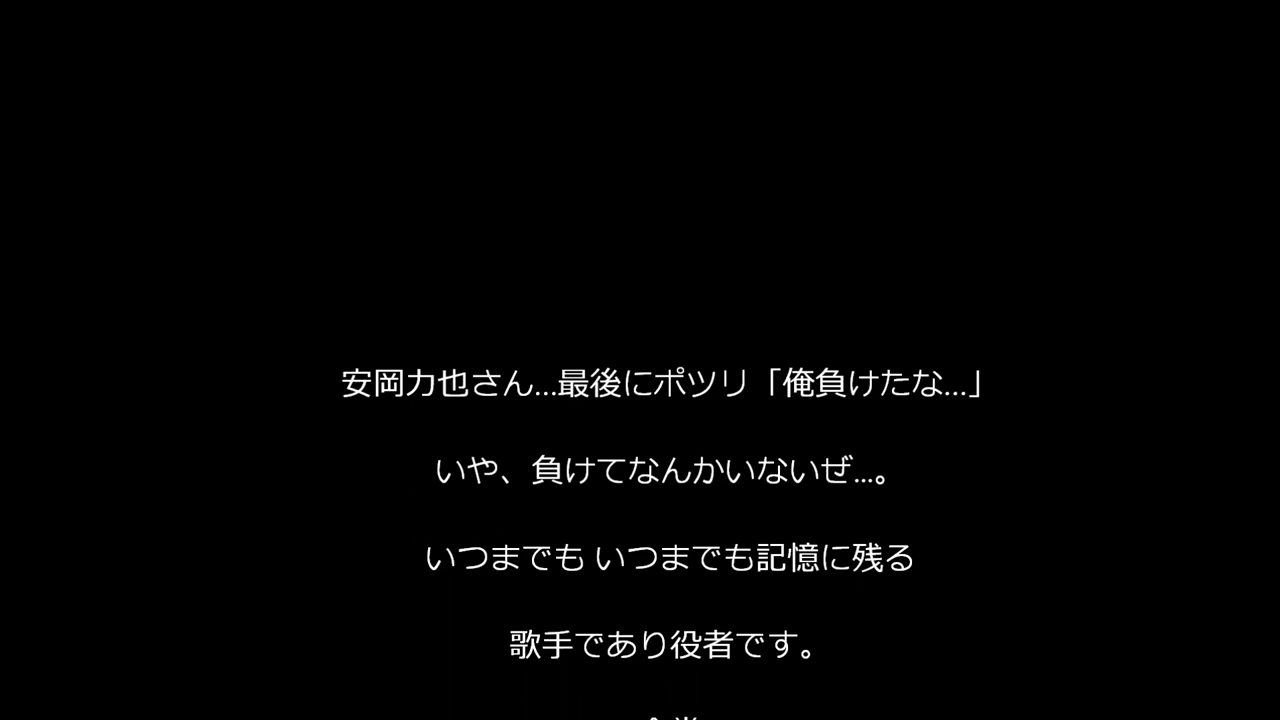 安岡力也さん...最後にポツリ「俺負けたな...」
いや、負けてなんかいないぜ...。
いつまでも いつまでも記憶に残る
歌手であり役者です。